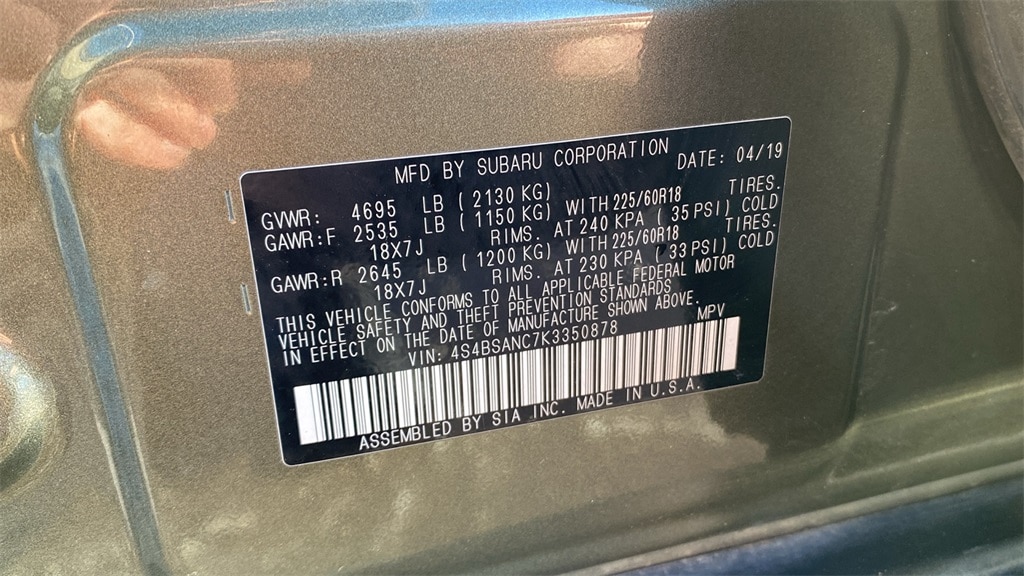 MFD BY SUBARU CORPORATION DATE: 04/19
GVWR: 4695 LB ( 2130 KG)
GAWR:F 2535 LB ( 1150 KG) WITH 225/60R18 TIRES.
18X7J RIMS. AT 240 KPA ( 35 PSI) COLD
GAWR:R 2645 LB ( 1200 KG) WITH 225/60R18 TIRES.
18X7J RIMS. AT 230 KPA ( 33 PSI) COLD
THIS VEHICLE CONFORMS TO ALL APPLICABLE FEDERAL MOTOR
VEHICLE SAFETY AND THEFT PREVENTION STANDARDS
IN EFFECT ON THE DATE OF MANUFACTURE SHOWN ABOVE.
VIN: 4S4BSANC7K3350878 MPV
ASSEMBLED BY SIA INC. MADE IN U.S.A.